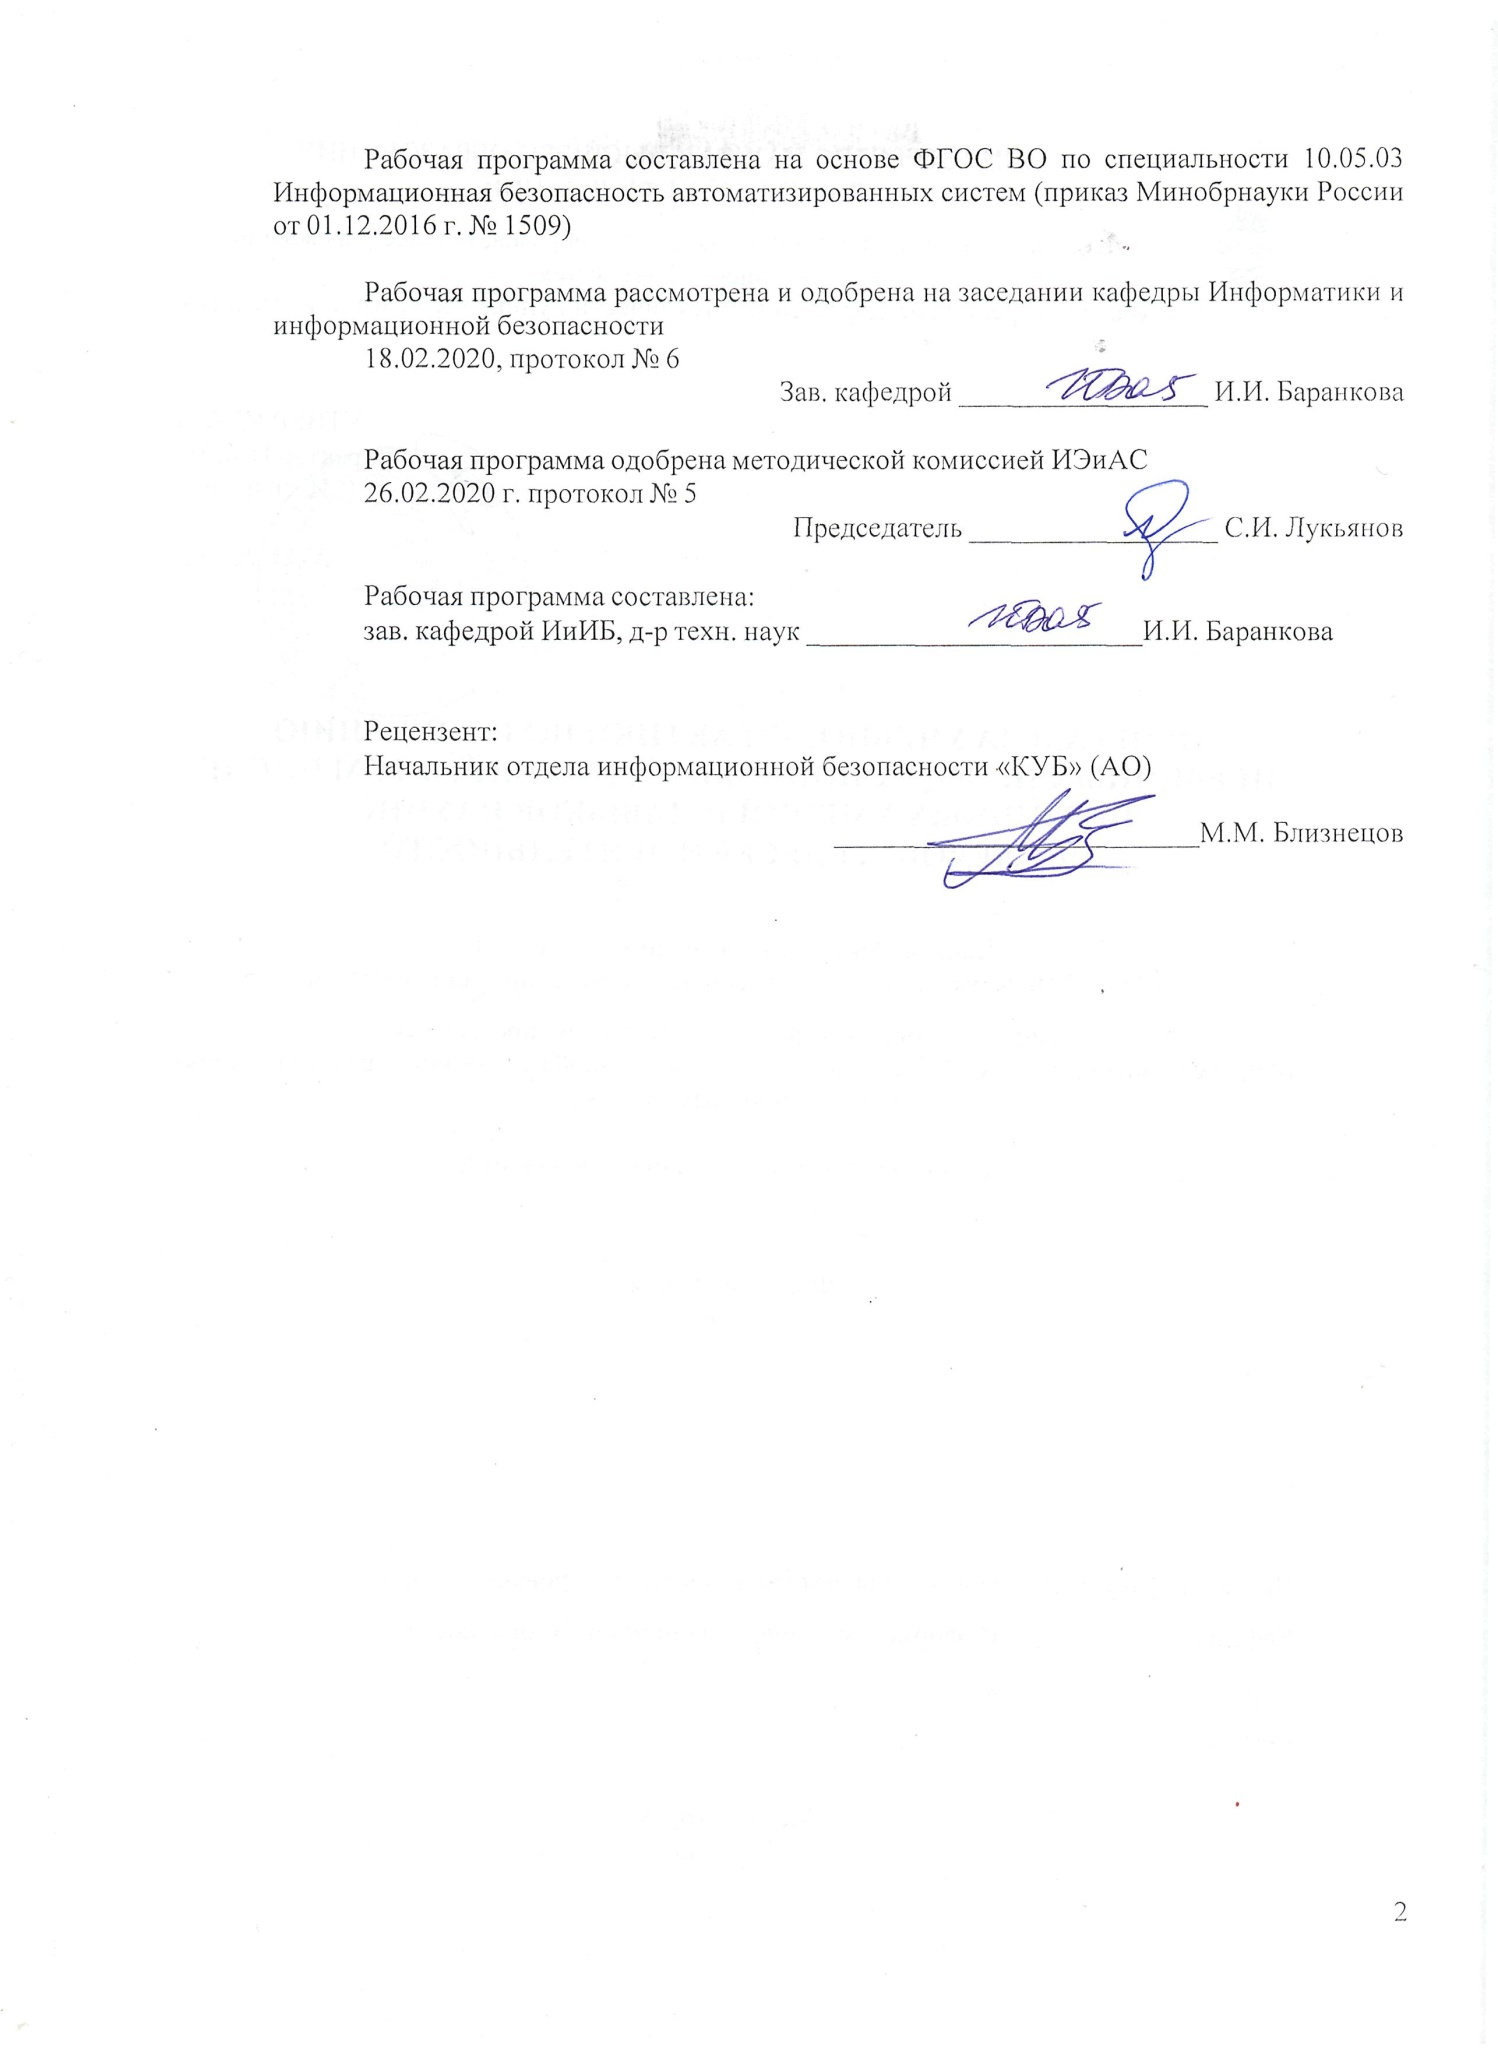 Рабочая программа составлена на основе ФГОС ВО по специальности 10.05.03
Информационная безопасность автоматизированных систем (приказ Минобрнауки России
от 01.12.2016 г. № 1509)
Рабочая программа рассмотрена и одобрена на заседании кафедры Информатики и
информационной безопасности
18.02.2020, протокол № 6
Зав. кафедрой __________________ И.И. Баранкова
Рабочая программа одобрена методической комиссией ИЭиАС
26.02.2020 г. протокол № 5
Председатель __________________ С.И. Лукьянов
Рабочая программа составлена:
зав. кафедрой ИиИБ, д-р техн. наук ________________________И.И. Баранкова
Рецензент:
Начальник отдела информационной безопасности «КУБ» (АО)
__________________________М.М. Близнецов
2